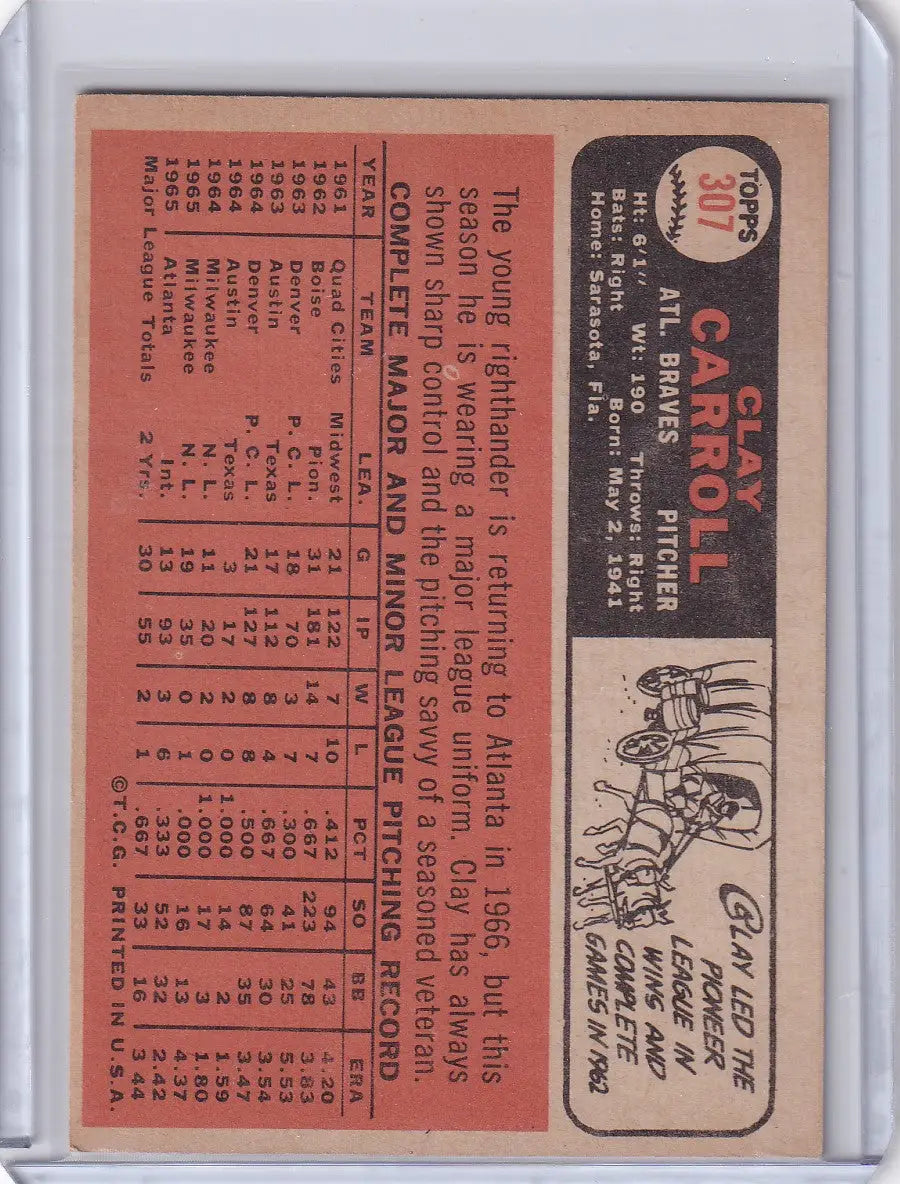 TOPPS
307
CLAY
CARROLL
ATL. BRAVES PITCHER
Ht: 6'1'' Wt: 190 Throws: Right
Bats: Right Born: May 2, 1941
Home: Sarasota, Fla.
CLAY LED THE
PIONEER
LEAGUE IN
WINS AND
COMPLETE
GAMES IN 1962
The young righthander is returning to Atlanta in 1966, but this
season he is wearing a major league uniform. Clay has always
shown sharp control and the pitching savvy of a seasoned veteran.
COMPLETE MAJOR AND MINOR LEAGUE PITCHING RECORD
YEAR TEAM LEA. G IP W L PCT SO BB ERA
1961 Quad Cities Midwest 21 122 7 10 .412 94 43 4.20
1962 Boise Pion. 31 181 14 7 .667 223 78 3.83
1963 Denver P.C.L. 18 70 3 7 .300 41 25 5.53
1963 Austin Texas 17 112 8 4 .667 64 30 3.54
1964 Denver P.C.L. 21 127 8 8 .500 87 35 3.47
1964 Austin Texas 3 17 2 0 1.000 14 2 1.59
1964 Milwaukee N.L. 11 20 2 0 1.000 17 3 1.80
1965 Milwaukee N.L. 19 35 0 1 .000 16 13 4.37
1965 Atlanta Int. 13 93 3 6 .333 52 32 2.42
Major League Totals 2 Yrs. 30 55 2 1 .667 33 16 3.44
©T.C.G. PRINTED IN U.S.A.